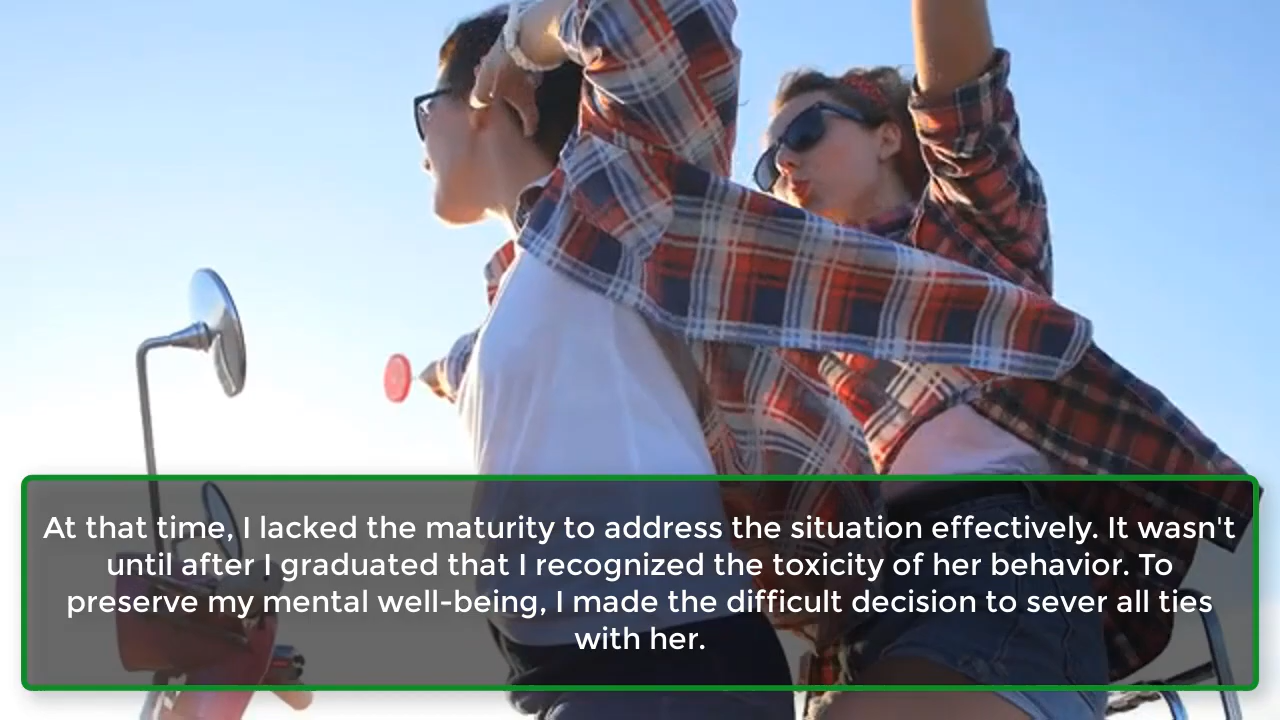 At that time, I lacked the maturity to address the situation effectively. It wasn't
until after I graduated that I recognized the toxicity of her behavior. To
preserve my mental well-being, I made the difficult decision to sever all ties
with her.